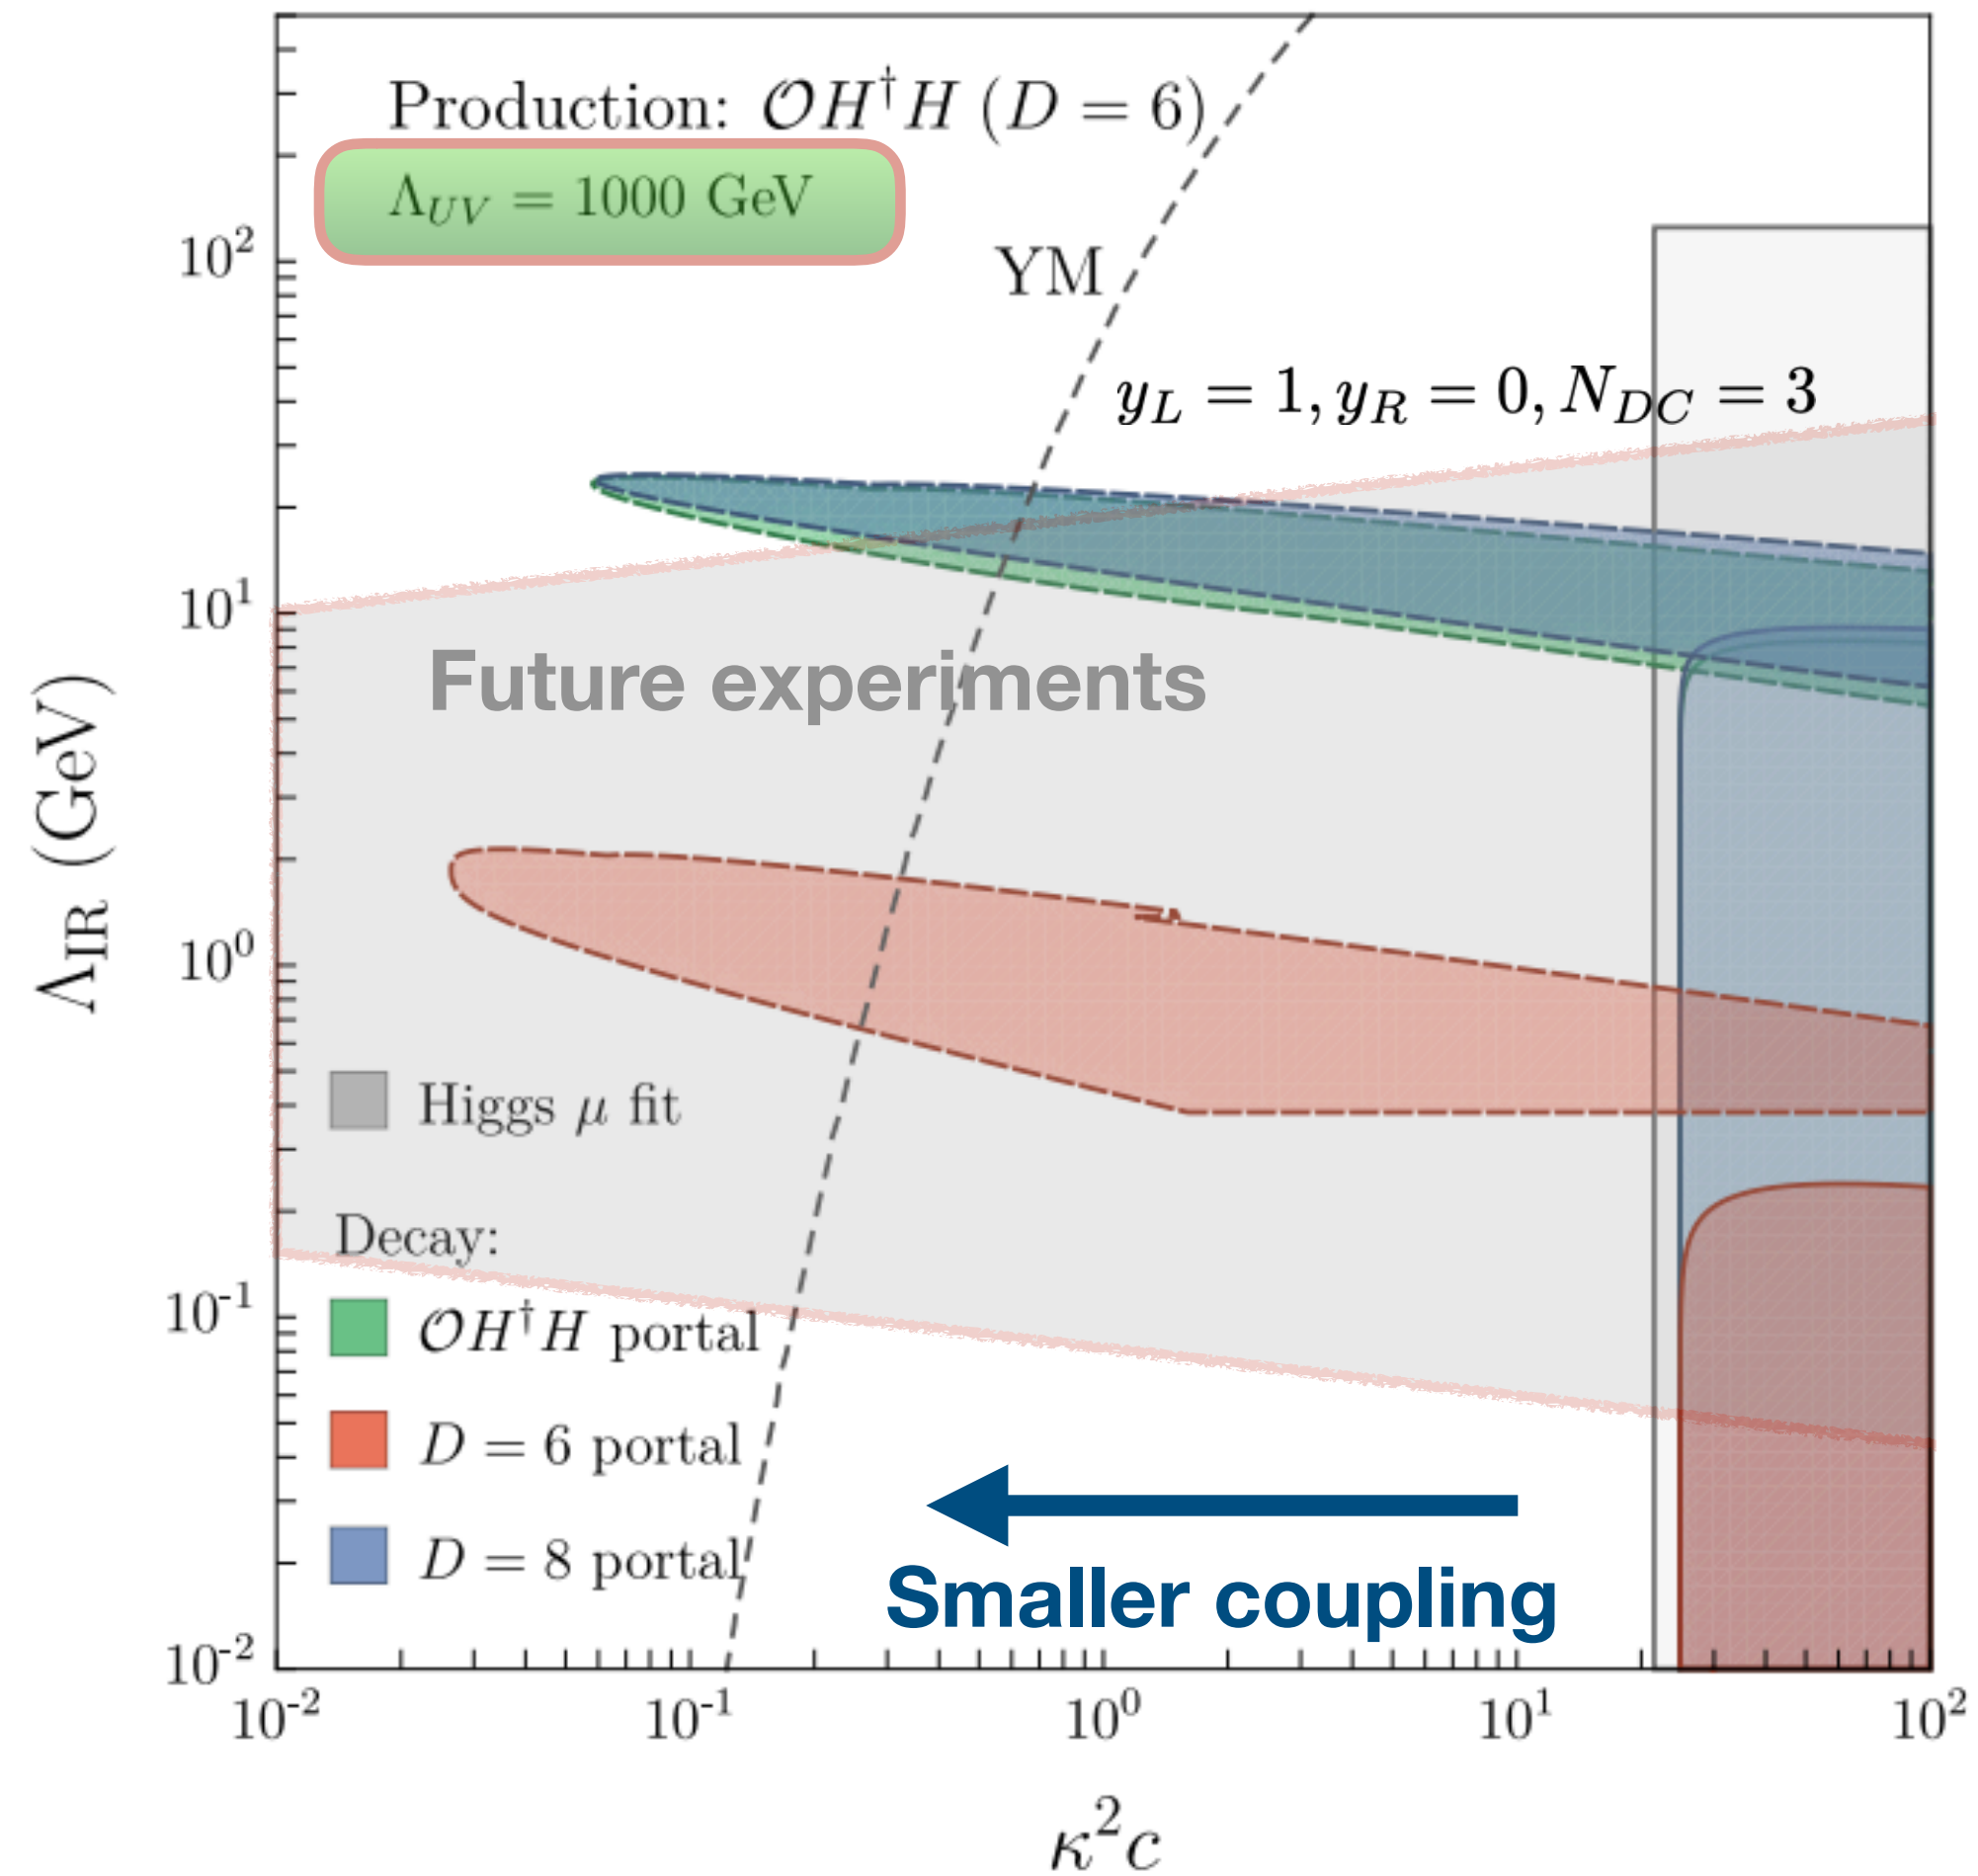 Production: 𝒪H†H (D = 6)
Λ_UV = 1000 GeV
YM
y_L = 1, y_R = 0, N_DC = 3
Future experiments
Higgs μ fit
Decay:
𝒪H†H portal
D = 6 portal
D = 8 portal
Smaller coupling
Λ_IR (GeV)
10²
10¹
10⁰
10⁻¹
10⁻²
10⁻² 10⁻¹ 10⁰ 10¹ 10²
κ²c